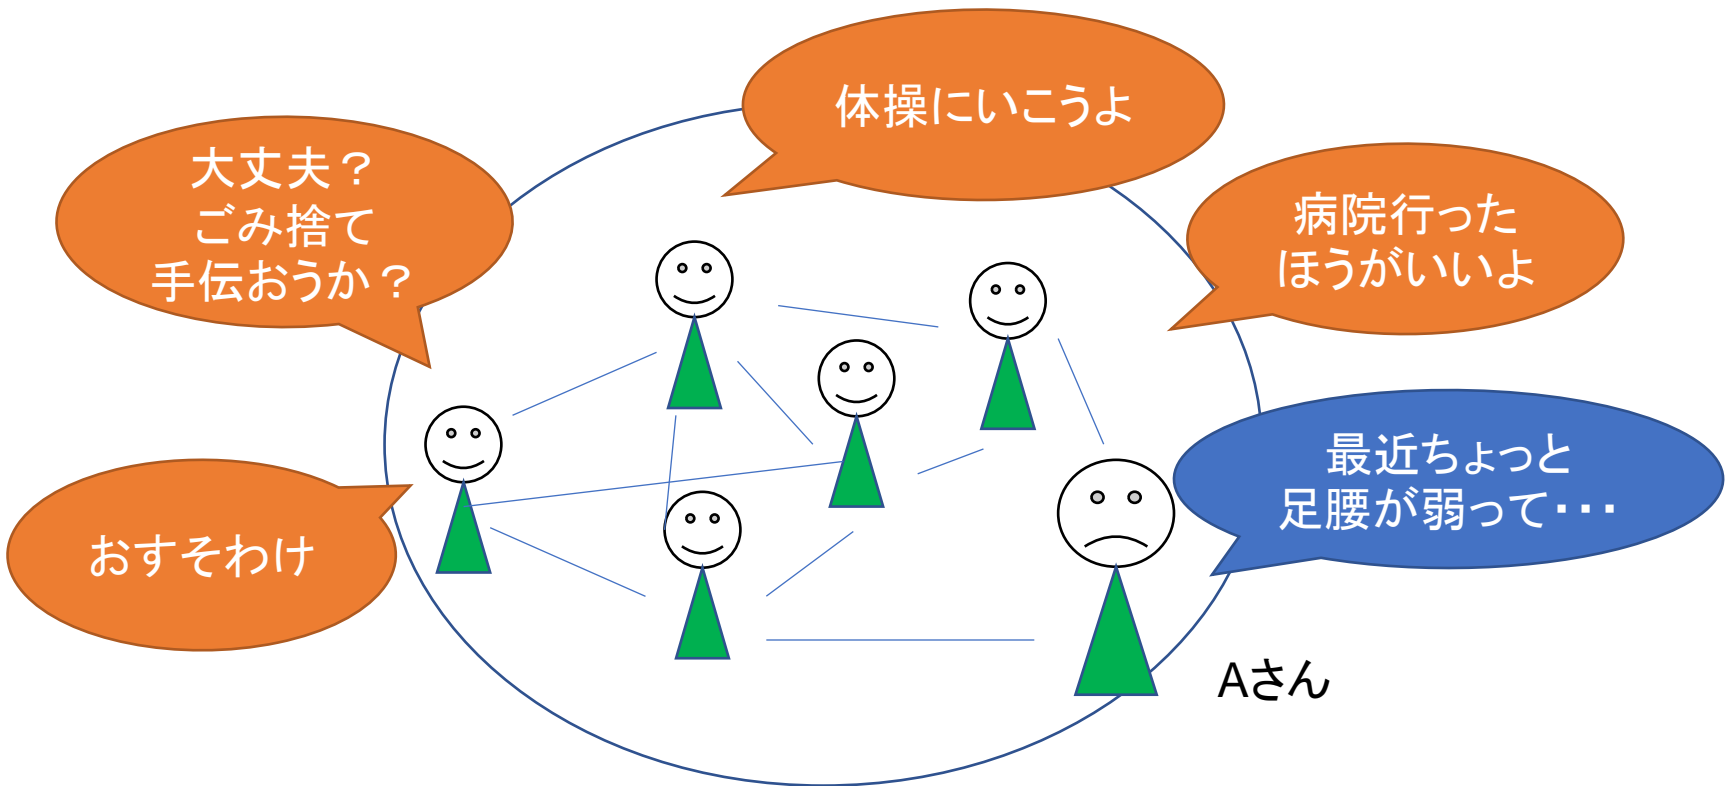 体操にいこうよ
大丈夫？
ごみ捨て
手伝おうか？
病院行った
ほうがいいよ
最近ちょっと
足腰が弱って・・・
おすそわけ
Aさん